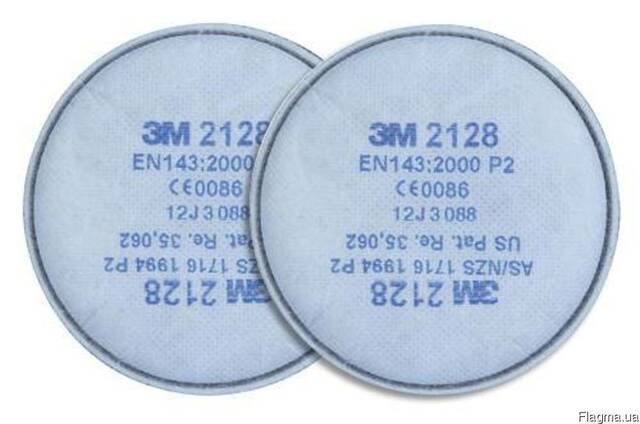 3M 2128
EN143:2000
CE0086
12J 3 088
US Pat. Re. 35,062
AS/NZS 1716 1994 P2
3M 2128
3M 2128
EN143:2000 P2
CE0086
12J 3 088
US Pat. Re. 35,062
AS/NZS 1716 1994 P2
3M 2128
Flagma.ua